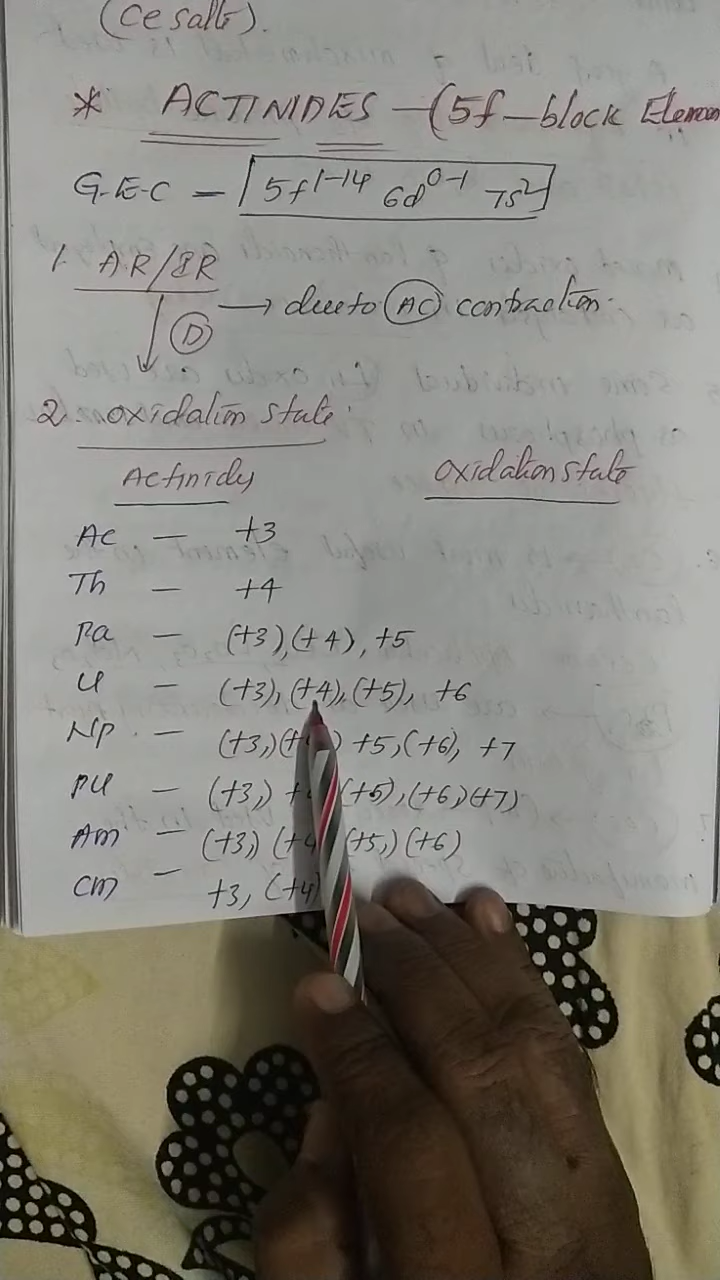 (Ce salt).
* ACTINIDES - (5f - block Elemen
G.E.C - 5f1-14 6d0-1 7s2
1. A.R/IR
D → due to AC contraction.
2. oxidation state
Actinides oxidation state
Ac - +3
Th - +4
Pa - (+3), (+4), +5
U - (+3), (+4), (+5), +6
Np - (+3,) +5, (+6), +7
Pu - (+3,) (+5), (+6,) (+7)
Am - (+3) (+5,) (+6)
Cm - +3, (+4)